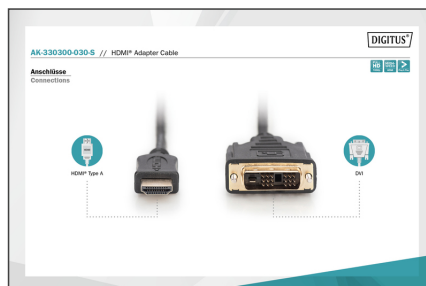 DIGITUS®
AK-330300-030-S // HDMI® Adapter Cable
Anschlüsse
Connections
HDMI® Type A
DVI